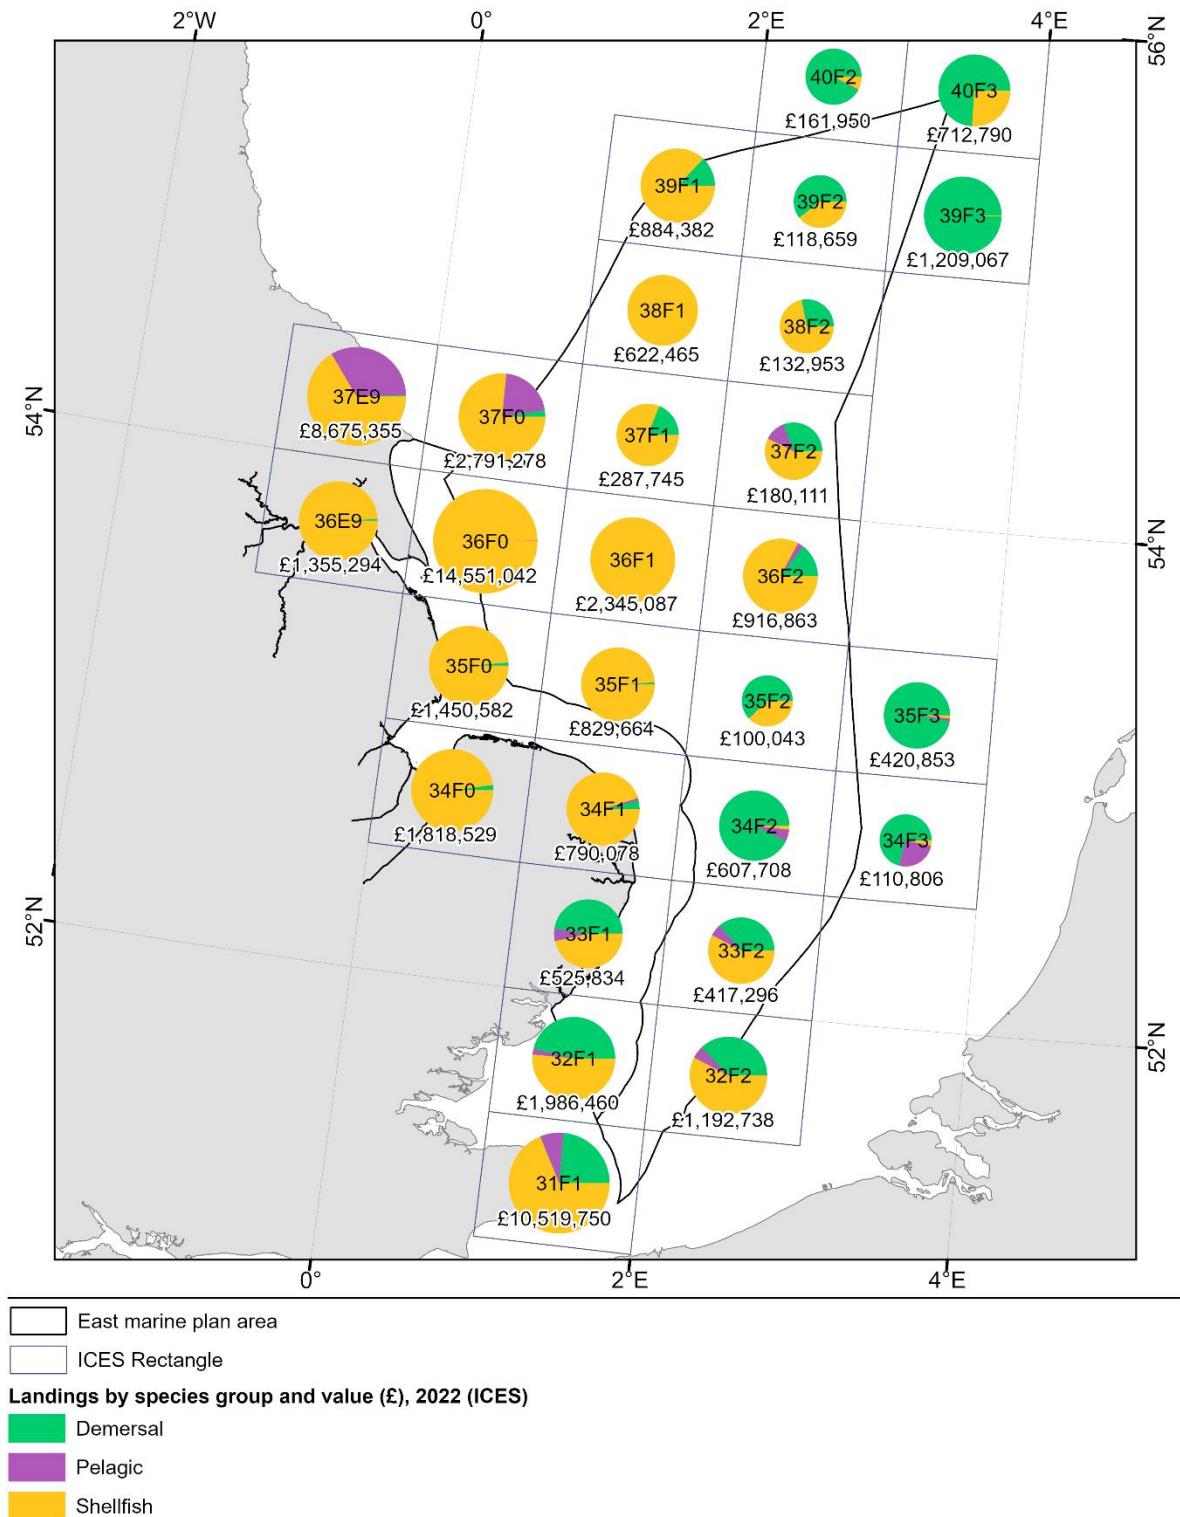 2°W
0°
2°E
4°E
56°N
40F2
£161,950
40F3
£712,790
39F1
£884,382
39F2
£118,659
39F3
£1,209,067
38F1
£622,465
38F2
£132,953
54°N
37E9
£8,675,355
37F0
£2,791,278
37F1
£287,745
37F2
£180,111
36E9
£1,355,294
36F0
£14,551,042
36F1
£2,345,087
36F2
£916,863
54°N
35F0
£1,450,582
35F1
£829,664
35F2
£100,043
35F3
£420,853
34F0
£1,818,529
34F1
£790,078
34F2
£607,708
34F3
£110,806
52°N
33F1
£525,834
33F2
£417,296
32F1
£1,986,460
32F2
£1,192,738
52°N
31F1
£10,519,750
0°
2°E
4°E
East marine plan area
ICES Rectangle
Landings by species group and value (£), 2022 (ICES)
Demersal
Pelagic
Shellfish